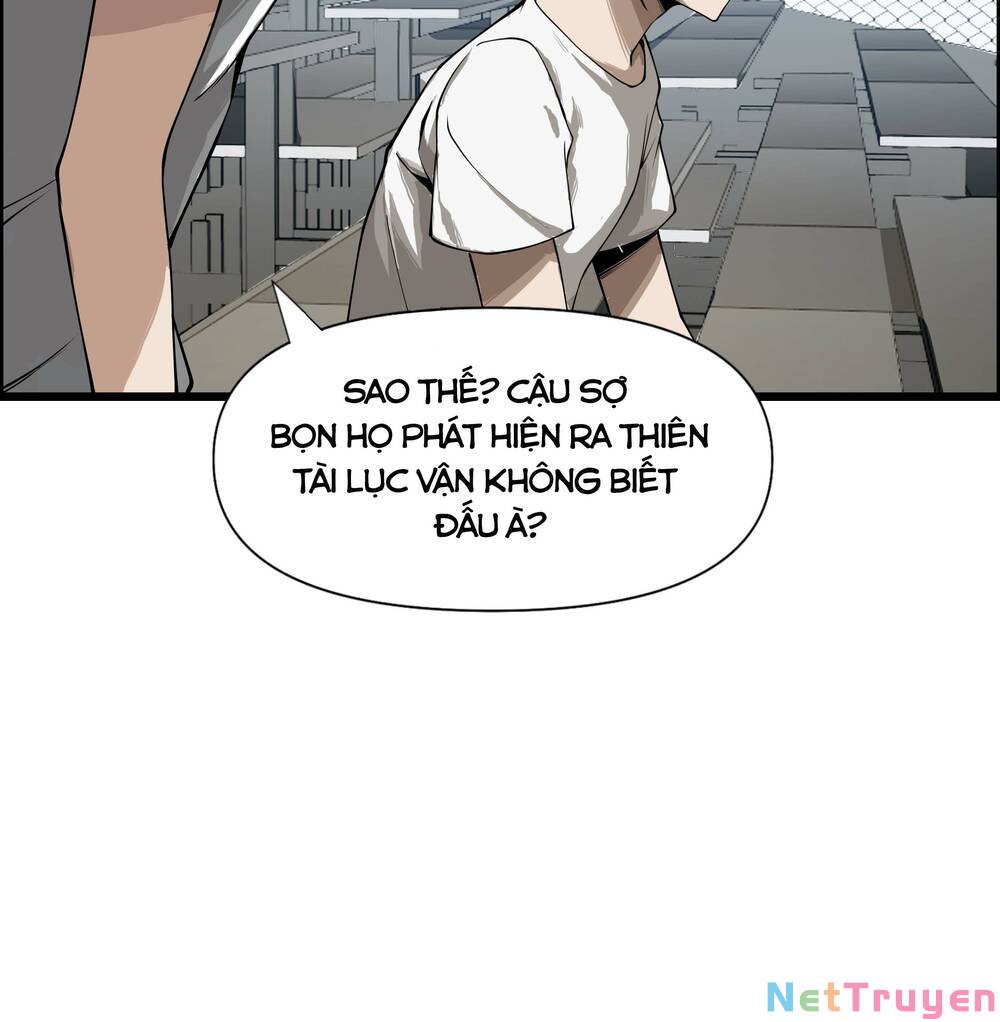 SAO THẾ? CẬU SỢ
BỌN HỌ PHÁT HIỆN RA THIÊN
TÀI LỤC VẬN KHÔNG BIẾT
ĐẤU À?
NetTruyen